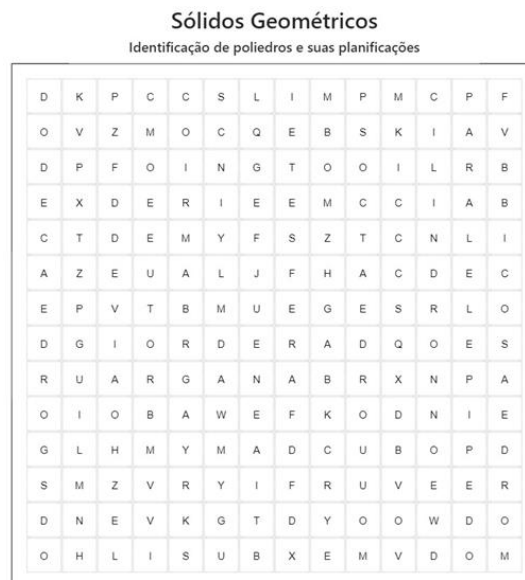 Sólidos Geométricos
Identificação de poliedros e suas planificações
D K P C C S L I M P M C P F
O V Z M O C Q E B S K I A V
D P F O I N G T O O I L R B
E X D E R I E E M C C I A B
C T D E M Y F S Z T C N L I
A Z E U A L J F H A C D E C
E P V T B M U E G E S R L O
D G I O R D E R A D Q O E S
R U A R G A N A B R X N P A
O I O B A W E F K O D N I E
G L H M Y M A D C U B O P D
S M Z V R Y I F R U V E E R
D N E V K G T D Y O O W D O
O H L I S U B X E M V D O M